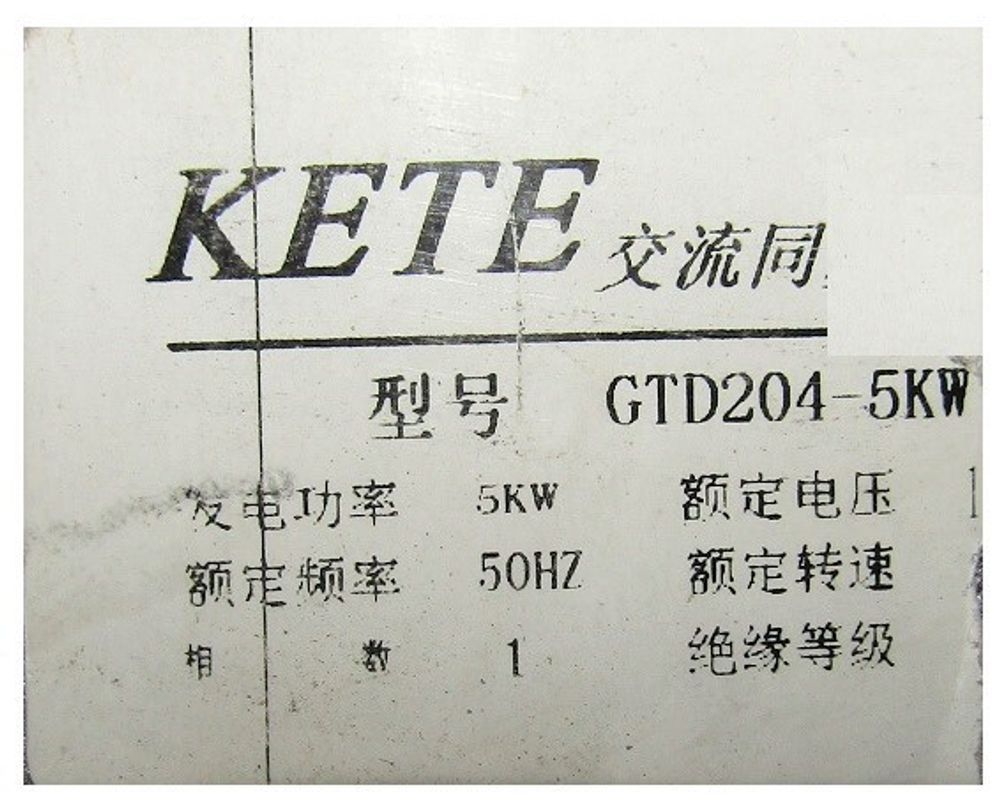 KETE 交流同
型号 GTD204-5KW
发电功率 5KW 额定电压
额定频率 50HZ 额定转速
相数 1 绝缘等级